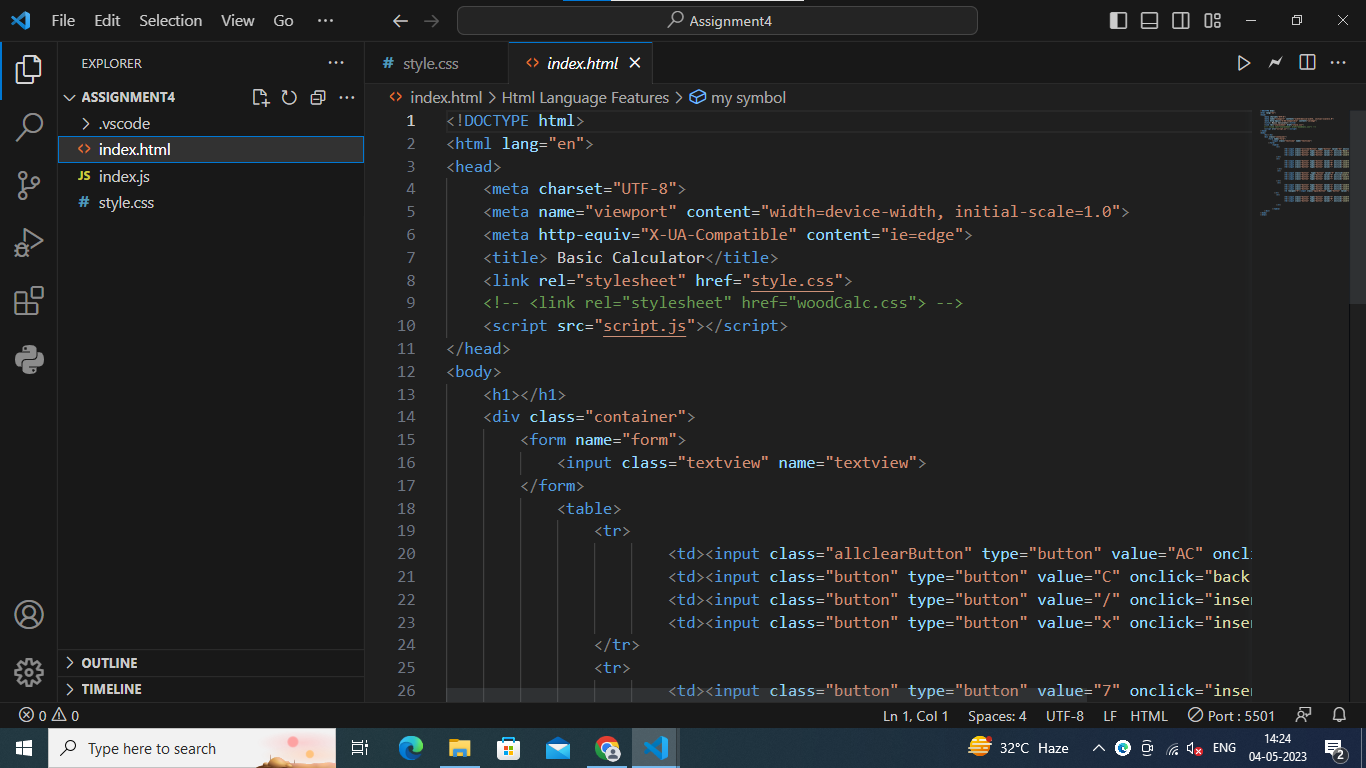 File Edit Selection View Go ··· Assignment4
EXPLORER ···
ASSIGNMENT4
.vscode
index.html
JS index.js
# style.css
OUTLINE
TIMELINE
# style.css <> index.html
<> index.html > Html Language Features > my symbol
1 <!DOCTYPE html>
2 <html lang="en">
3 <head>
4 <meta charset="UTF-8">
5 <meta name="viewport" content="width=device-width, initial-scale=1.0">
6 <meta http-equiv="X-UA-Compatible" content="ie=edge">
7 <title> Basic Calculator</title>
8 <link rel="stylesheet" href="style.css">
9 <!-- <link rel="stylesheet" href="woodCalc.css"> -->
10 <script src="script.js"></script>
11 </head>
12 <body>
13 <h1></h1>
14 <div class="container">
15 <form name="form">
16 <input class="textview" name="textview">
17 </form>
18 <table>
19 <tr>
20 <td><input class="allclearButton" type="button" value="AC" oncli
21 <td><input class="button" type="button" value="C" onclick="back
22 <td><input class="button" type="button" value="/" onclick="inser
23 <td><input class="button" type="button" value="x" onclick="inser
24 </tr>
25 <tr>
26 <td><input class="button" type="button" value="7" onclick="inser
0 0 Ln 1, Col 1 Spaces: 4 UTF-8 LF HTML Port : 5501
Type here to search 32°C Haze ENG 14:24
04-05-2023 2